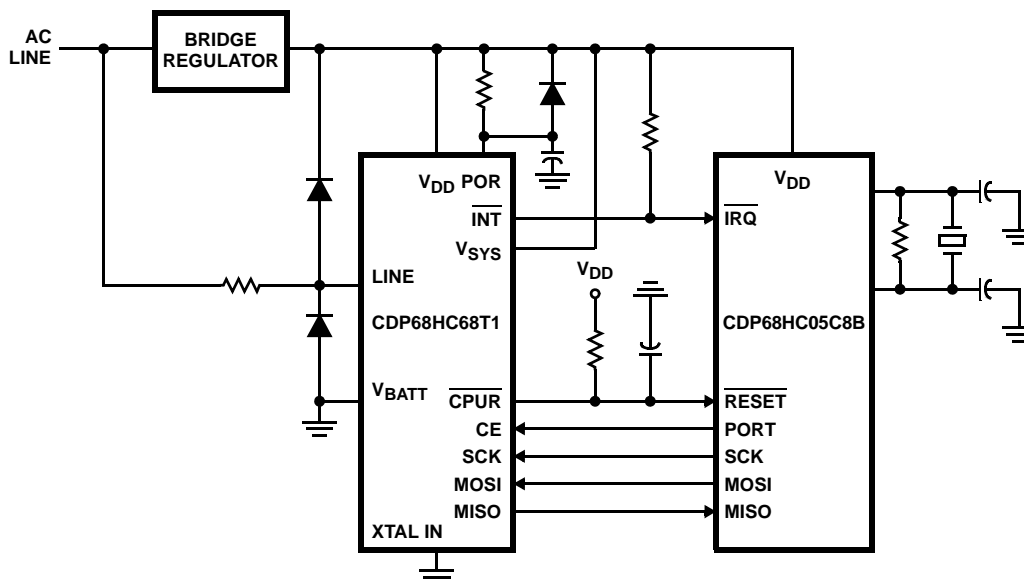 AC
LINE
BRIDGE
REGULATOR
VDD POR
INT
VSYS
LINE
CDP68HC68T1
VBATT
CPUR
CE
SCK
MOSI
MISO
XTAL IN
VDD
VDD
IRQ
CDP68HC05C8B
RESET
PORT
SCK
MOSI
MISO